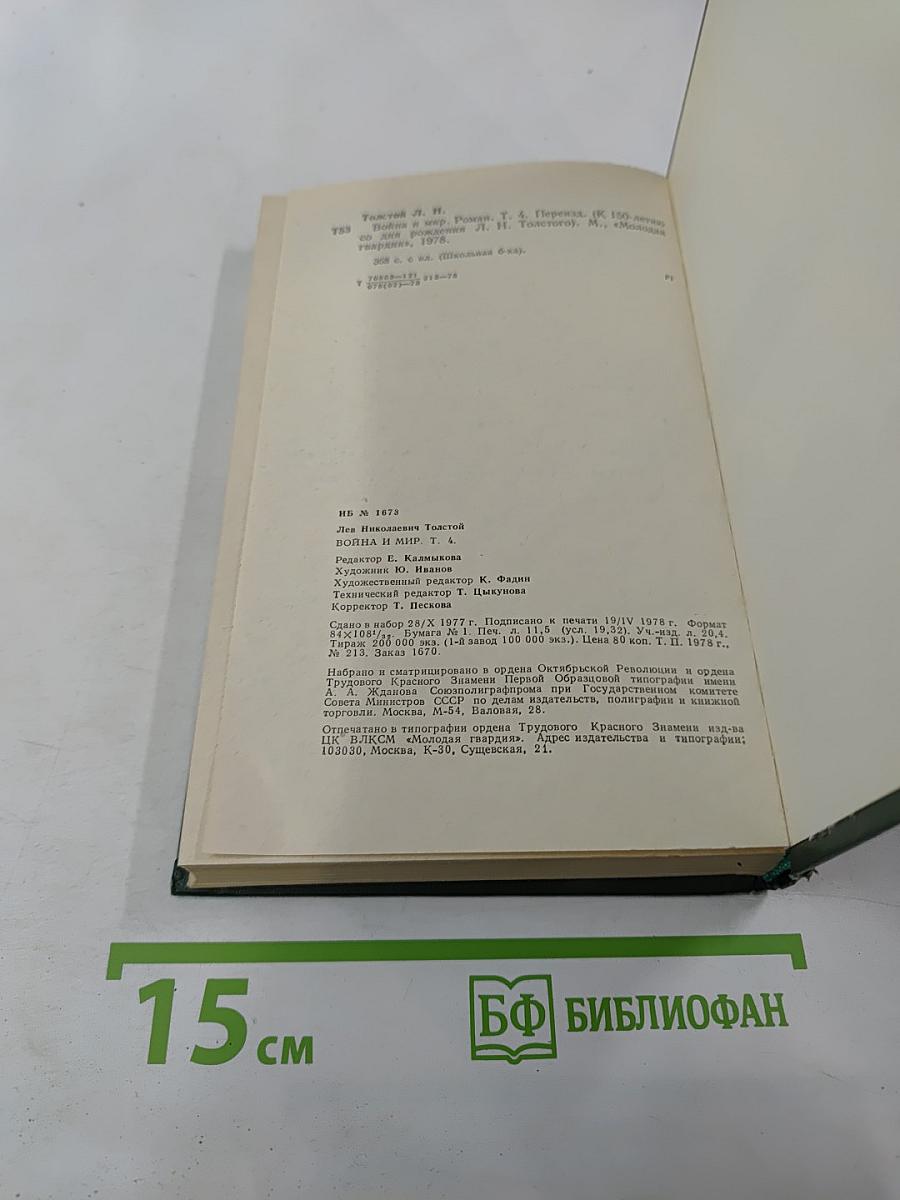 Толстой Л. Н.
Т53 Война и мир. Роман. Т. 4. Переизд. (К 150-летию
со дня рождения Л. Н. Толстого). М., «Молодая
гвардия», 1978.
368 с. с ил. (Школьная б-ка).
Т 70803—121
078(02)—78 213—78
ИБ № 1673
Лев Николаевич Толстой
ВОЙНА И МИР. Т. 4.
Редактор Е. Калмыкова
Художник Ю. Иванов
Художественный редактор К. Фадин
Технический редактор Т. Цыкунова
Корректор Т. Пескова
Сдано в набор 28/X 1977 г. Подписано к печати 19/IV 1978 г. Формат
84×108¹/₃₂. Бумага № 1. Печ. л. 11,5 (усл. 19,32). Уч.-изд. л. 20,4.
Тираж 200 000 экз. (1-й завод 100 000 экз.). Цена 80 коп. Т. П. 1978 г.,
№ 213. Заказ 1670.
Набрано и сматрицировано в ордена Октябрьской Революции и ордена
Трудового Красного Знамени Первой Образцовой типографии имени
А. А. Жданова Союзполиграфпрома при Государственном комитете
Совета Министров СССР по делам издательств, полиграфии и книжной
торговли. Москва, М-54, Валовая, 28.
Отпечатано в типографии ордена Трудового Красного Знамени изд-ва
ЦК ВЛКСМ «Молодая гвардия». Адрес издательства и типографии:
103030, Москва, К-30, Сущевская, 21.
15 см
БФ БИБЛИОФАН